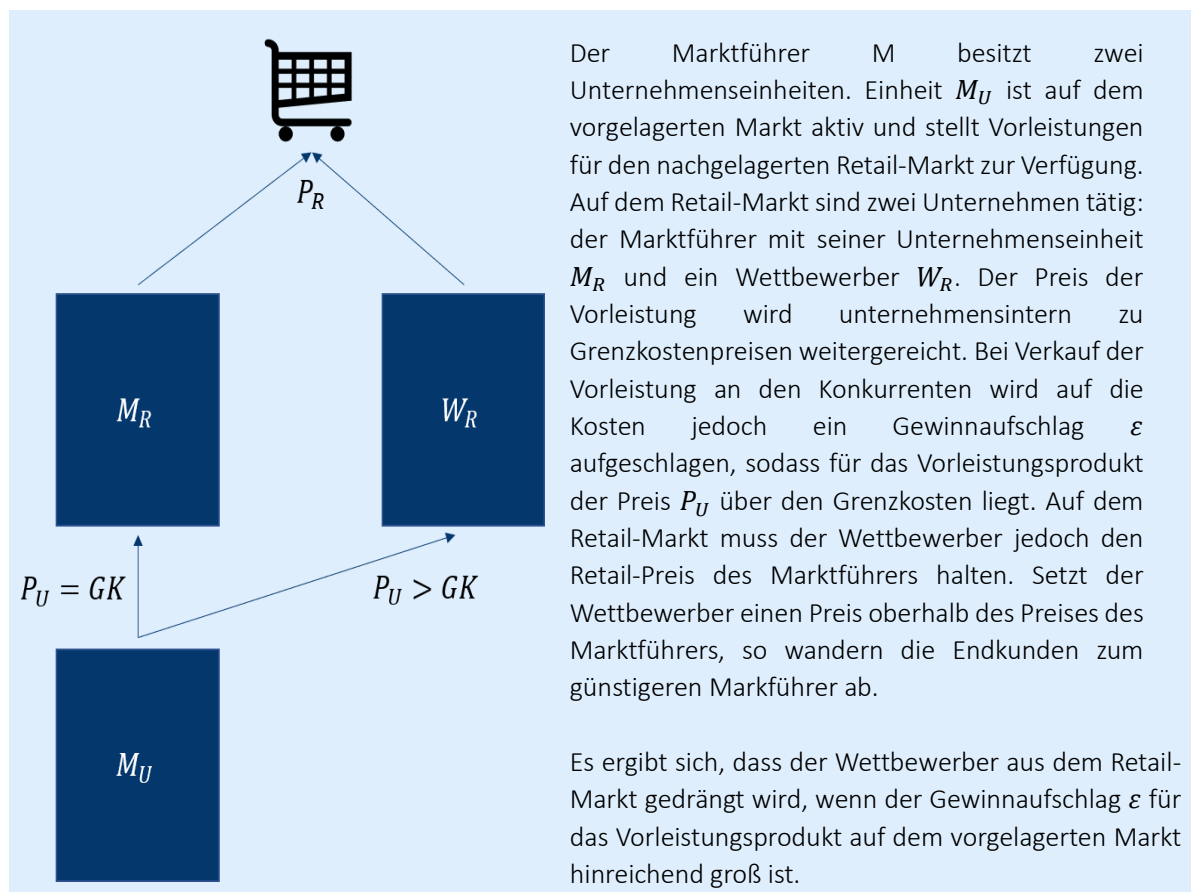 P_R
M_R
W_R
P_U = GK
P_U > GK
M_U
Der Marktführer M besitzt zwei
Unternehmenseinheiten. Einheit M_U ist auf dem
vorgelagerten Markt aktiv und stellt Vorleistungen
für den nachgelagerten Retail-Markt zur Verfügung.
Auf dem Retail-Markt sind zwei Unternehmen tätig:
der Marktführer mit seiner Unternehmenseinheit
M_R und ein Wettbewerber W_R. Der Preis der
Vorleistung wird unternehmensintern zu
Grenzkostenpreisen weitergereicht. Bei Verkauf der
Vorleistung an den Konkurrenten wird auf die
Kosten jedoch ein Gewinnaufschlag ε
aufgeschlagen, sodass für das Vorleistungsprodukt
der Preis P_U über den Grenzkosten liegt. Auf dem
Retail-Markt muss der Wettbewerber jedoch den
Retail-Preis des Marktführers halten. Setzt der
Wettbewerber einen Preis oberhalb des Preises des
Marktführers, so wandern die Endkunden zum
günstigeren Markführer ab.
Es ergibt sich, dass der Wettbewerber aus dem Retail-
Markt gedrängt wird, wenn der Gewinnaufschlag ε für
das Vorleistungsprodukt auf dem vorgelagerten Markt
hinreichend groß ist.